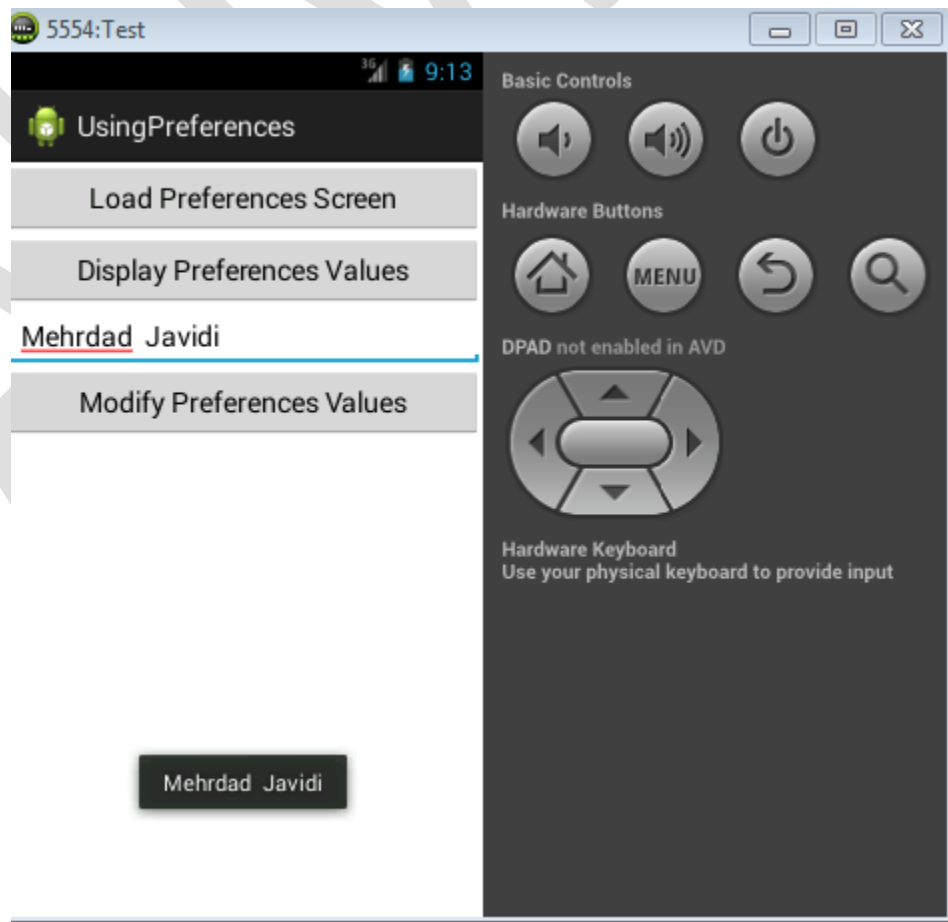 5554:Test
3G 9:13
UsingPreferences
Load Preferences Screen
Display Preferences Values
Mehrdad Javidi
Modify Preferences Values
Mehrdad Javidi
Basic Controls
Hardware Buttons
MENU
DPAD not enabled in AVD
Hardware Keyboard
Use your physical keyboard to provide input